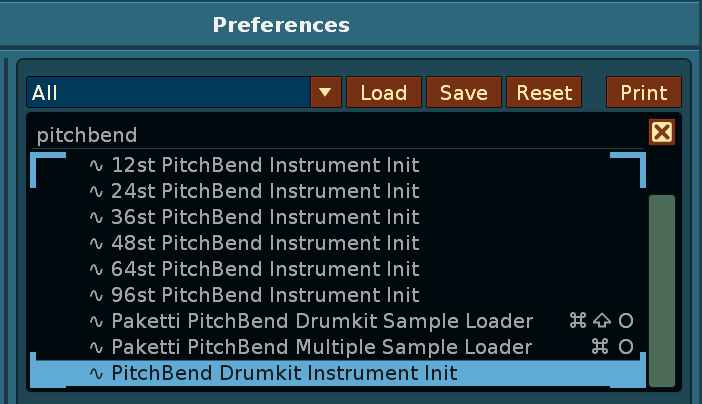 Preferences
All Load Save Reset Print
pitchbend
∿ 12st PitchBend Instrument Init
∿ 24st PitchBend Instrument Init
∿ 36st PitchBend Instrument Init
∿ 48st PitchBend Instrument Init
∿ 64st PitchBend Instrument Init
∿ 96st PitchBend Instrument Init
∿ Paketti PitchBend Drumkit Sample Loader ⌘ ⇧ O
∿ Paketti PitchBend Multiple Sample Loader ⌘ O
∿ PitchBend Drumkit Instrument Init